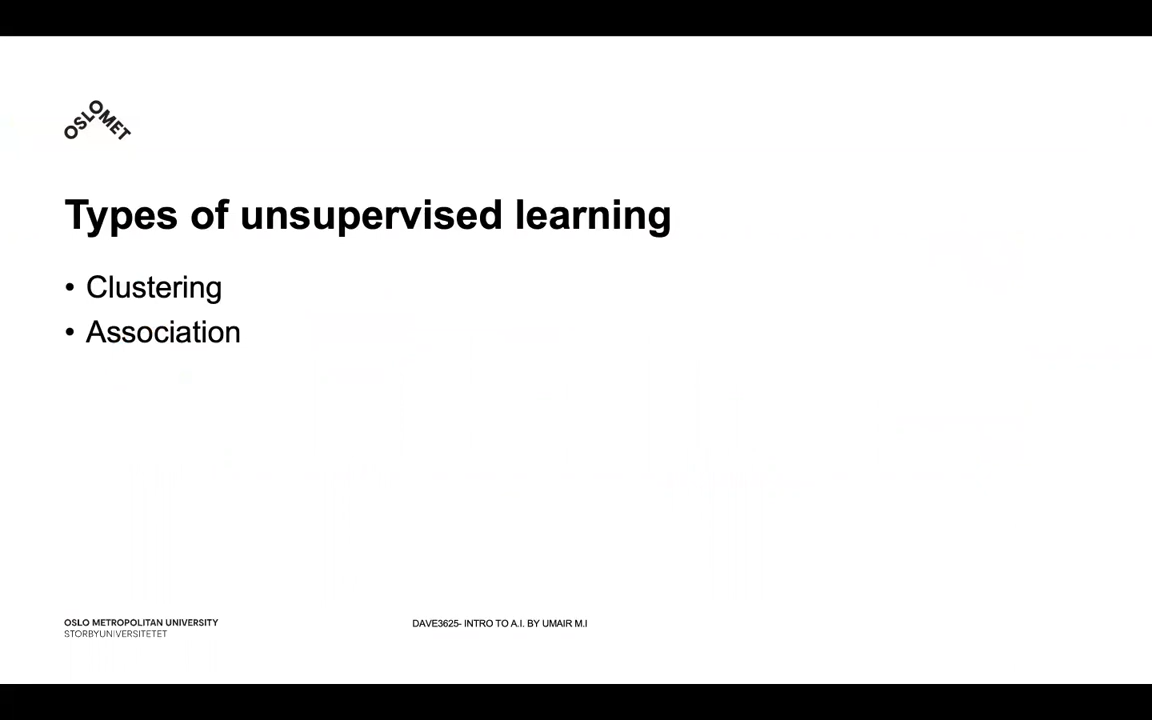 OSLOMET
Types of unsupervised learning
• Clustering
• Association
OSLO METROPOLITAN UNIVERSITY
STORBYUNIVERSITETET
DAVE3625- INTRO TO A.I. BY UMAIR M.I